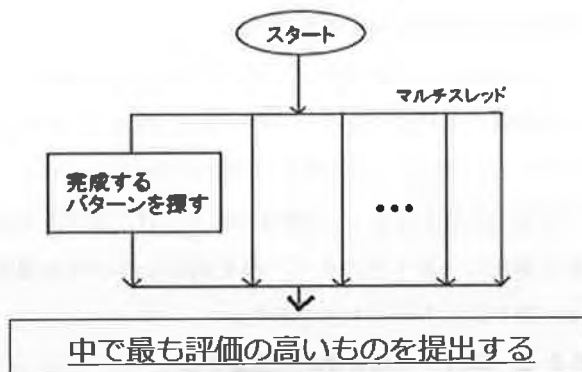 スタート
マルチスレッド
完成する
パターンを探す
•••
中で最も評価の高いものを提出する